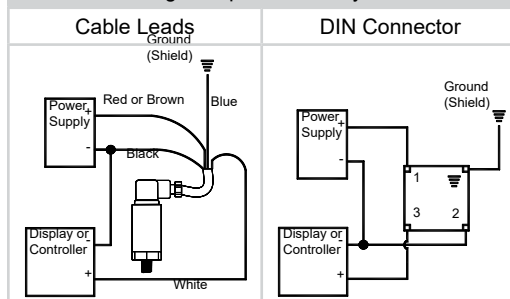 Cable Leads
DIN Connector
Ground
(Shield)
Red or Brown
Blue
Power
Supply
+
-
Black
Display or
Controller
-
+
White
Ground
(Shield)
Power
Supply
+
-
1
3
2
Display or
Controller
-
+